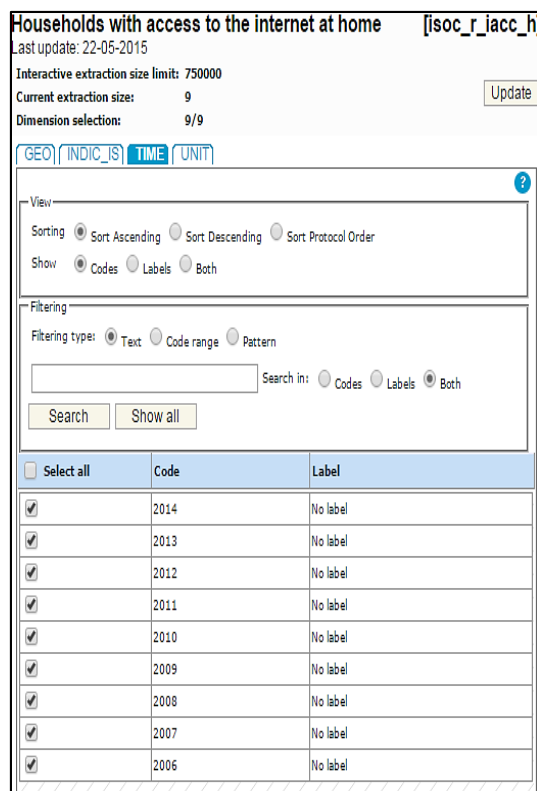 Households with access to the internet at home [isoc_r_iacc_h]
Last update: 22-05-2015
Interactive extraction size limit: 750000
Current extraction size: 9
Update
Dimension selection: 9/9
GEO INDIC_IS TIME UNIT
?
View
Sorting Sort Ascending Sort Descending Sort Protocol Order
Show Codes Labels Both
Filtering
Filtering type: Text Code range Pattern
Search in: Codes Labels Both
Search Show all
Select all Code Label
2014 No label
2013 No label
2012 No label
2011 No label
2010 No label
2009 No label
2008 No label
2007 No label
2006 No label